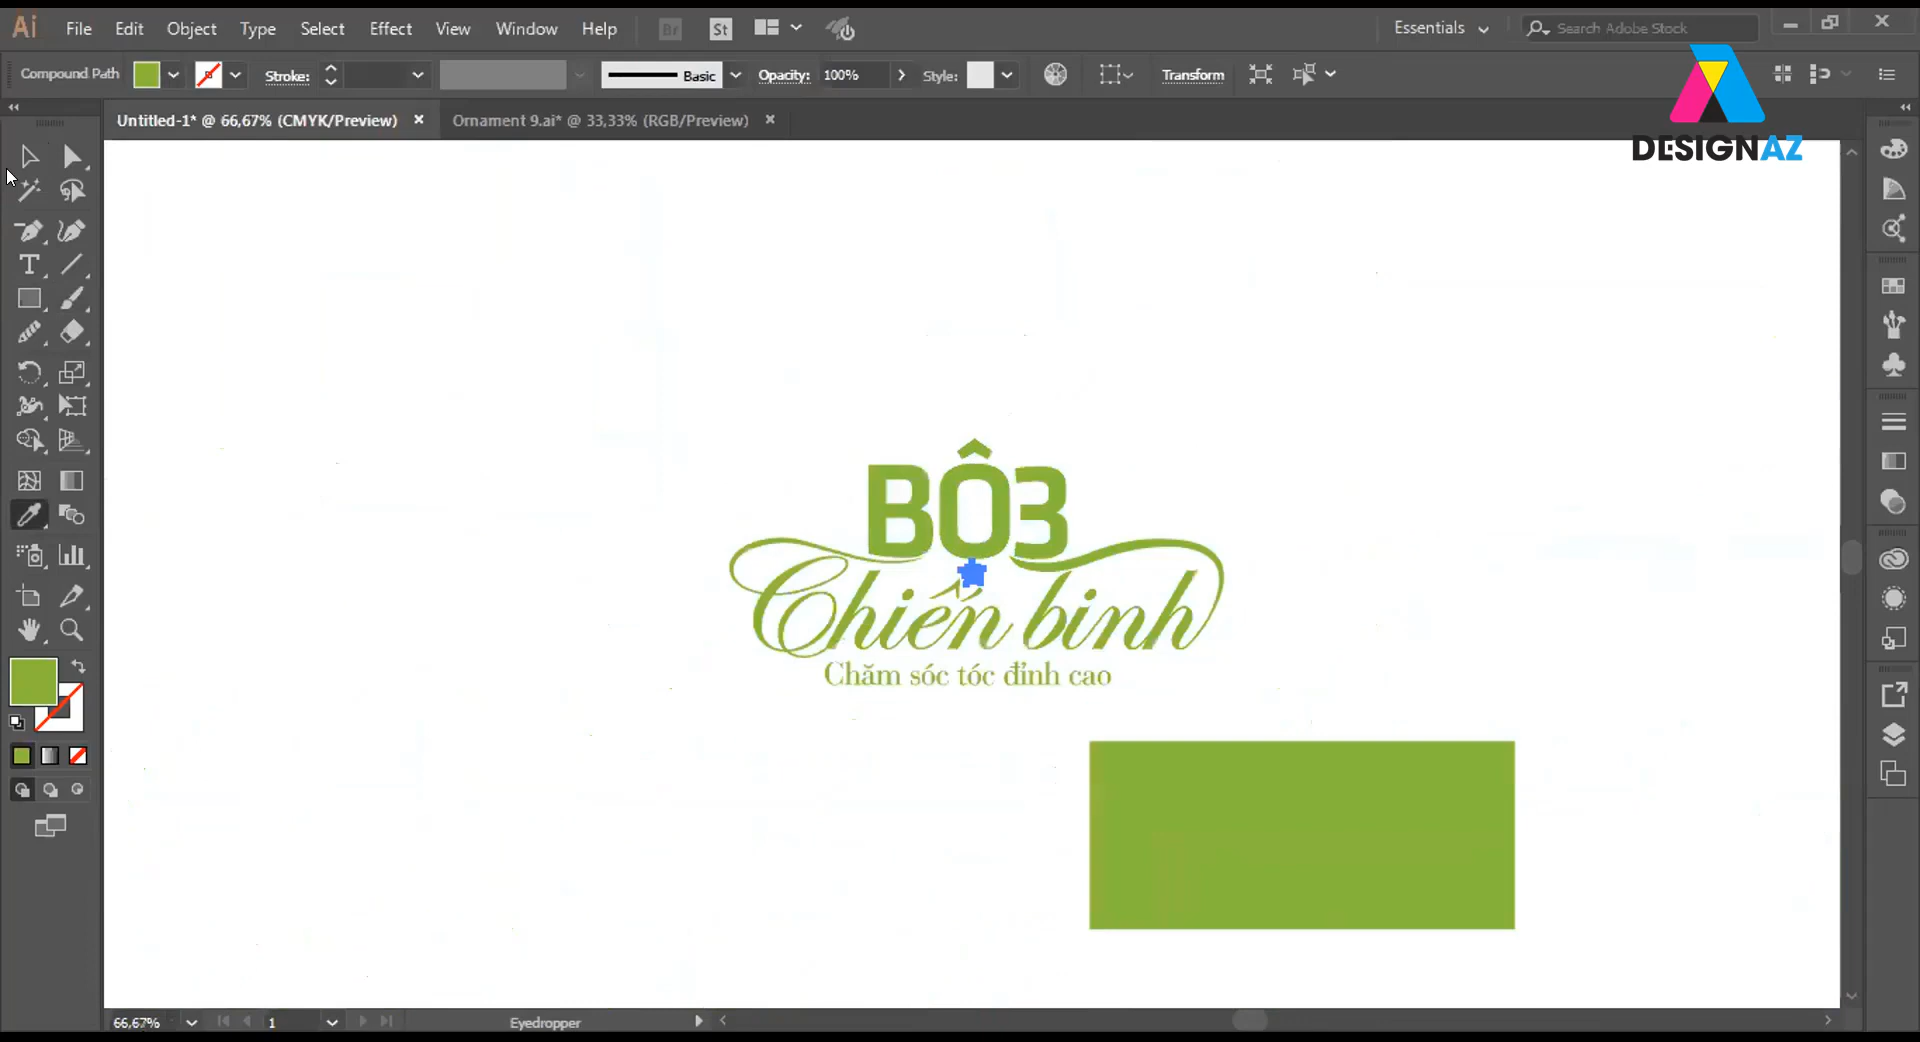 Ai File Edit Object Type Select Effect View Window Help Br St Essentials Search Adobe Stock
Compound Path Stroke: Basic Opacity: 100% Style: Transform
Untitled-1* @ 66,67% (CMYK/Preview) × Ornament 9.ai* @ 33,33% (RGB/Preview) ×
DESIGNAZ
BÔ3
Chiến binh
Chăm sóc tóc đỉnh cao
66,67% 1 Eyedropper